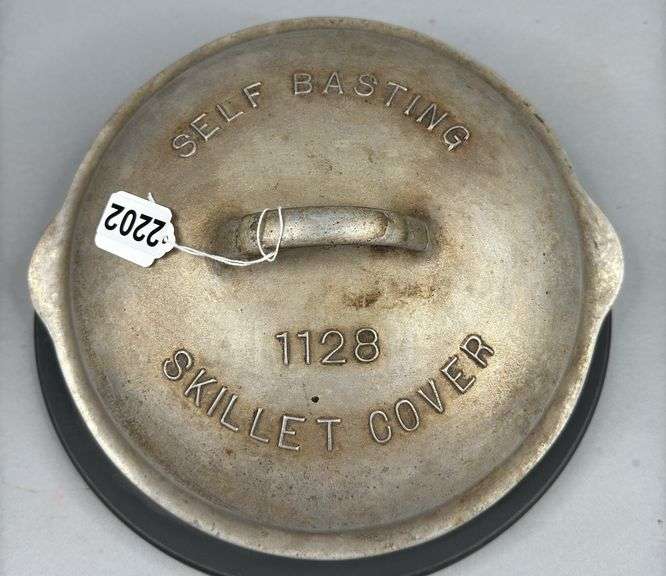 SELF BASTING
2202
1128
SKILLET COVER